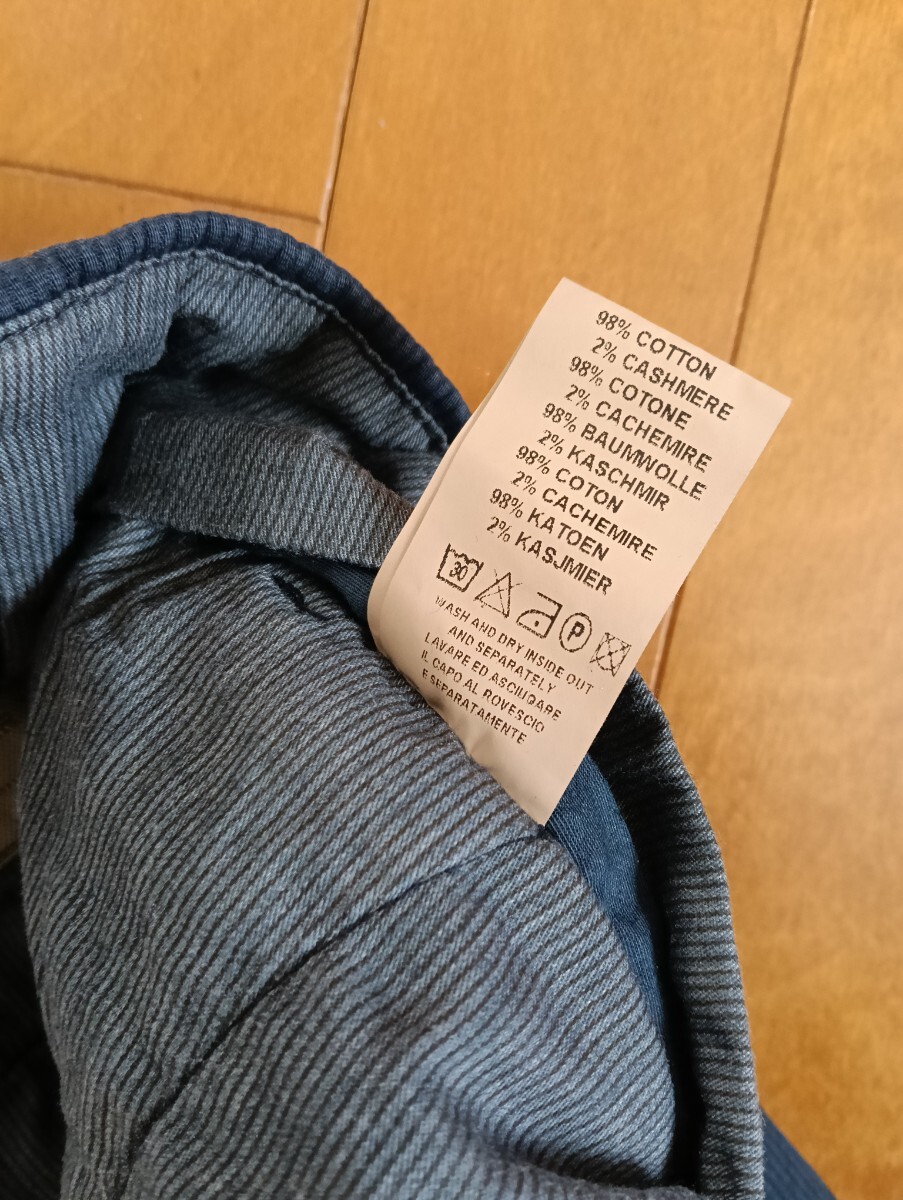 98% COTTON
2% CASHMERE
98% COTONE
2% CACHEMIRE
98% BAUMWOLLE
2% KASCHMIR
98% COTON
2% CACHEMIRE
98% KATOEN
2% KASJMIER
30 P
WASH AND DRY INSIDE OUT
AND SEPARATELY
LAVARE ED ASCIUGARE
IL CAPO AL ROVESCIO
E SEPARATAMENTE